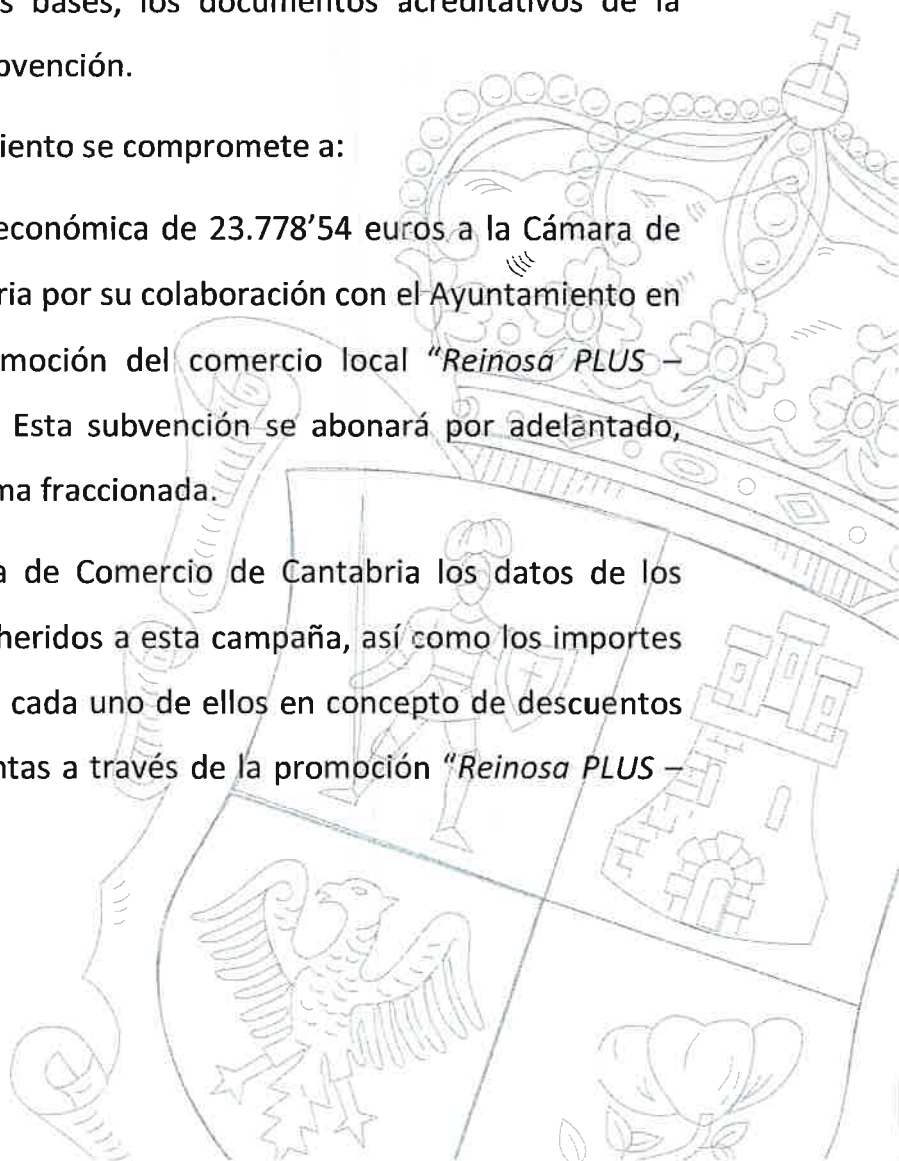 s bases, los documentos acreditativos de la
ovención.
iento se compromete a:
económica de 23.778’54 euros a la Cámara de
ria por su colaboración con el Ayuntamiento en
moción del comercio local “Reinosa PLUS –
Esta subvención se abonará por adelantado,
ma fraccionada.
a de Comercio de Cantabria los datos de los
heridos a esta campaña, así como los importes
cada uno de ellos en concepto de descuentos
ntas a través de la promoción “Reinosa PLUS –